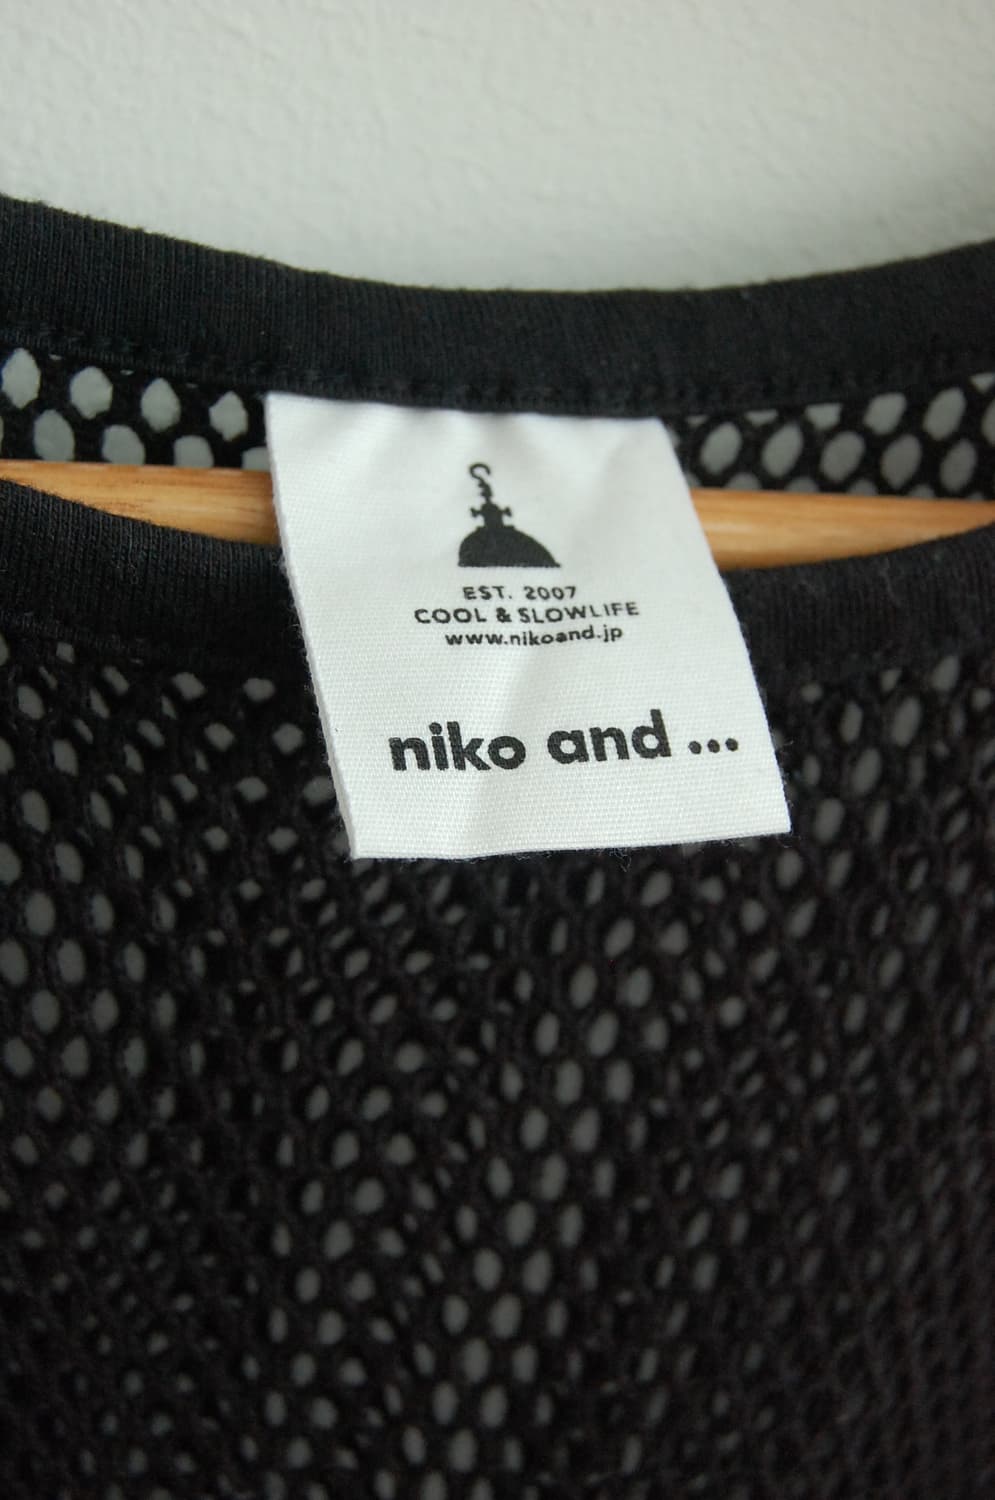 EST. 2007
COOL & SLOWLIFE
www.nikoand.jp
niko and ...